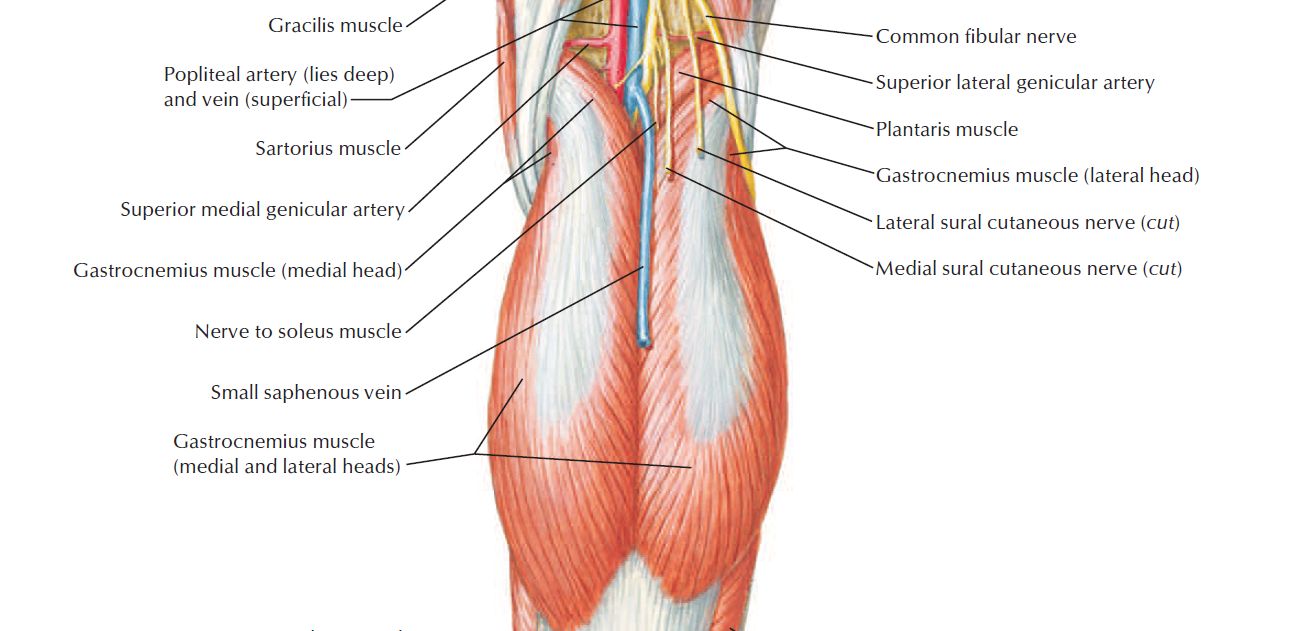 Gracilis muscle
Popliteal artery (lies deep)
and vein (superficial)
Sartorius muscle
Superior medial genicular artery
Gastrocnemius muscle (medial head)
Nerve to soleus muscle
Small saphenous vein
Gastrocnemius muscle
(medial and lateral heads)
Common fibular nerve
Superior lateral genicular artery
Plantaris muscle
Gastrocnemius muscle (lateral head)
Lateral sural cutaneous nerve (cut)
Medial sural cutaneous nerve (cut)